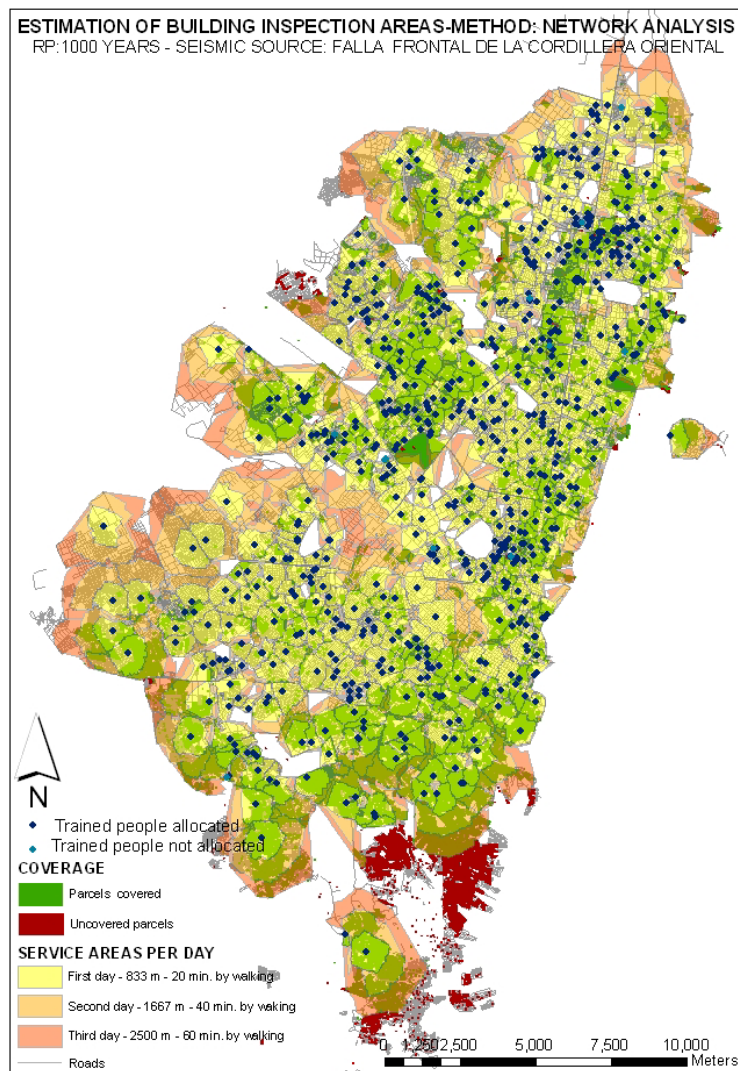 ESTIMATION OF BUILDING INSPECTION AREAS-METHOD: NETWORK ANALYSIS
RP:1000 YEARS - SEISMIC SOURCE: FALLA FRONTAL DE LA CORDILLERA ORIENTAL
N
Trained people allocated
Trained people not allocated
COVERAGE
Parcels covered
Uncovered parcels
SERVICE AREAS PER DAY
First day - 833 m - 20 min. by walking
Second day - 1667 m - 40 min. by waking
Third day - 2500 m - 60 min. by walking
Roads
0 1,250 2,500 5,000 7,500 10,000
Meters